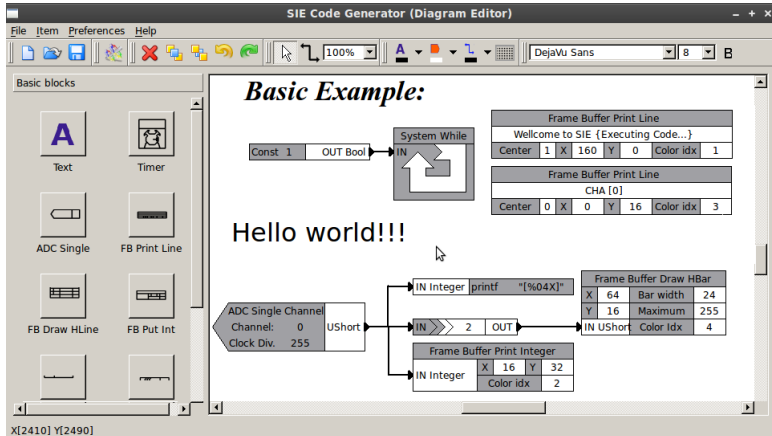 SIE Code Generator (Diagram Editor)
File Item Preferences Help
100% A DejaVu Sans 8 B
Basic blocks
A
Text Timer
ADC Single FB Print Line
FB Draw HLine FB Put Int
Basic Example:
Const 1 OUT Bool
System While
IN
Frame Buffer Print Line
Welcome to SIE {Executing Code...}
Center 1 X 160 Y 0 Color idx 1
Frame Buffer Print Line
CHA [0]
Center 0 X 0 Y 16 Color idx 3
Hello world!!!
ADC Single Channel
Channel: 0
Clock Div. 255
UShort
IN Integer printf "[%04X]"
IN 2 OUT
Frame Buffer Print Integer
IN Integer
X 16 Y 32
Color idx 2
Frame Buffer Draw HBar
X 64 Bar width 24
Y 16 Maximum 255
IN UShort Color Idx 4
X[2410] Y[2490]